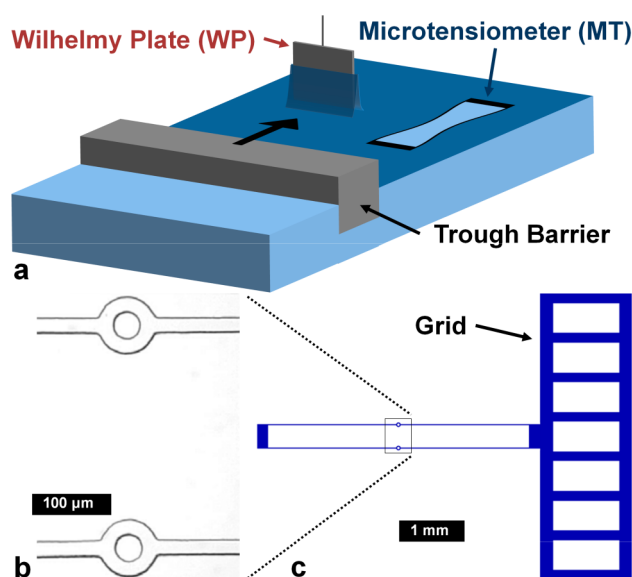 Wilhelmy Plate (WP)
Microtensiometer (MT)
Trough Barrier
a
Grid
100 µm
1 mm
b
c